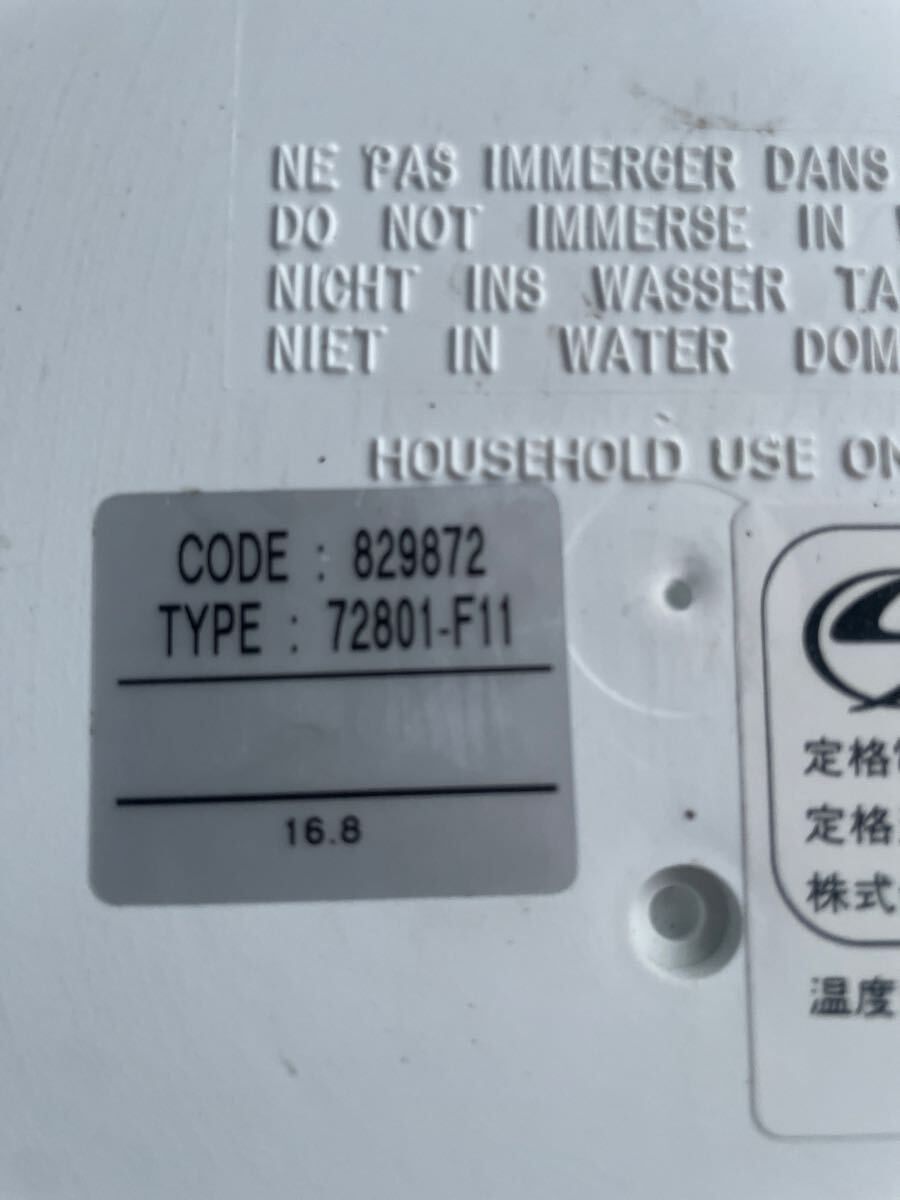 NE PAS IMMERGER DANS
DO NOT IMMERSE IN
NICHT INS WASSER TA
NIET IN WATER DOM
HOUSEHOLD USE ON
CODE : 829872
TYPE : 72801-F11
16.8
定格
定格
株式
温度